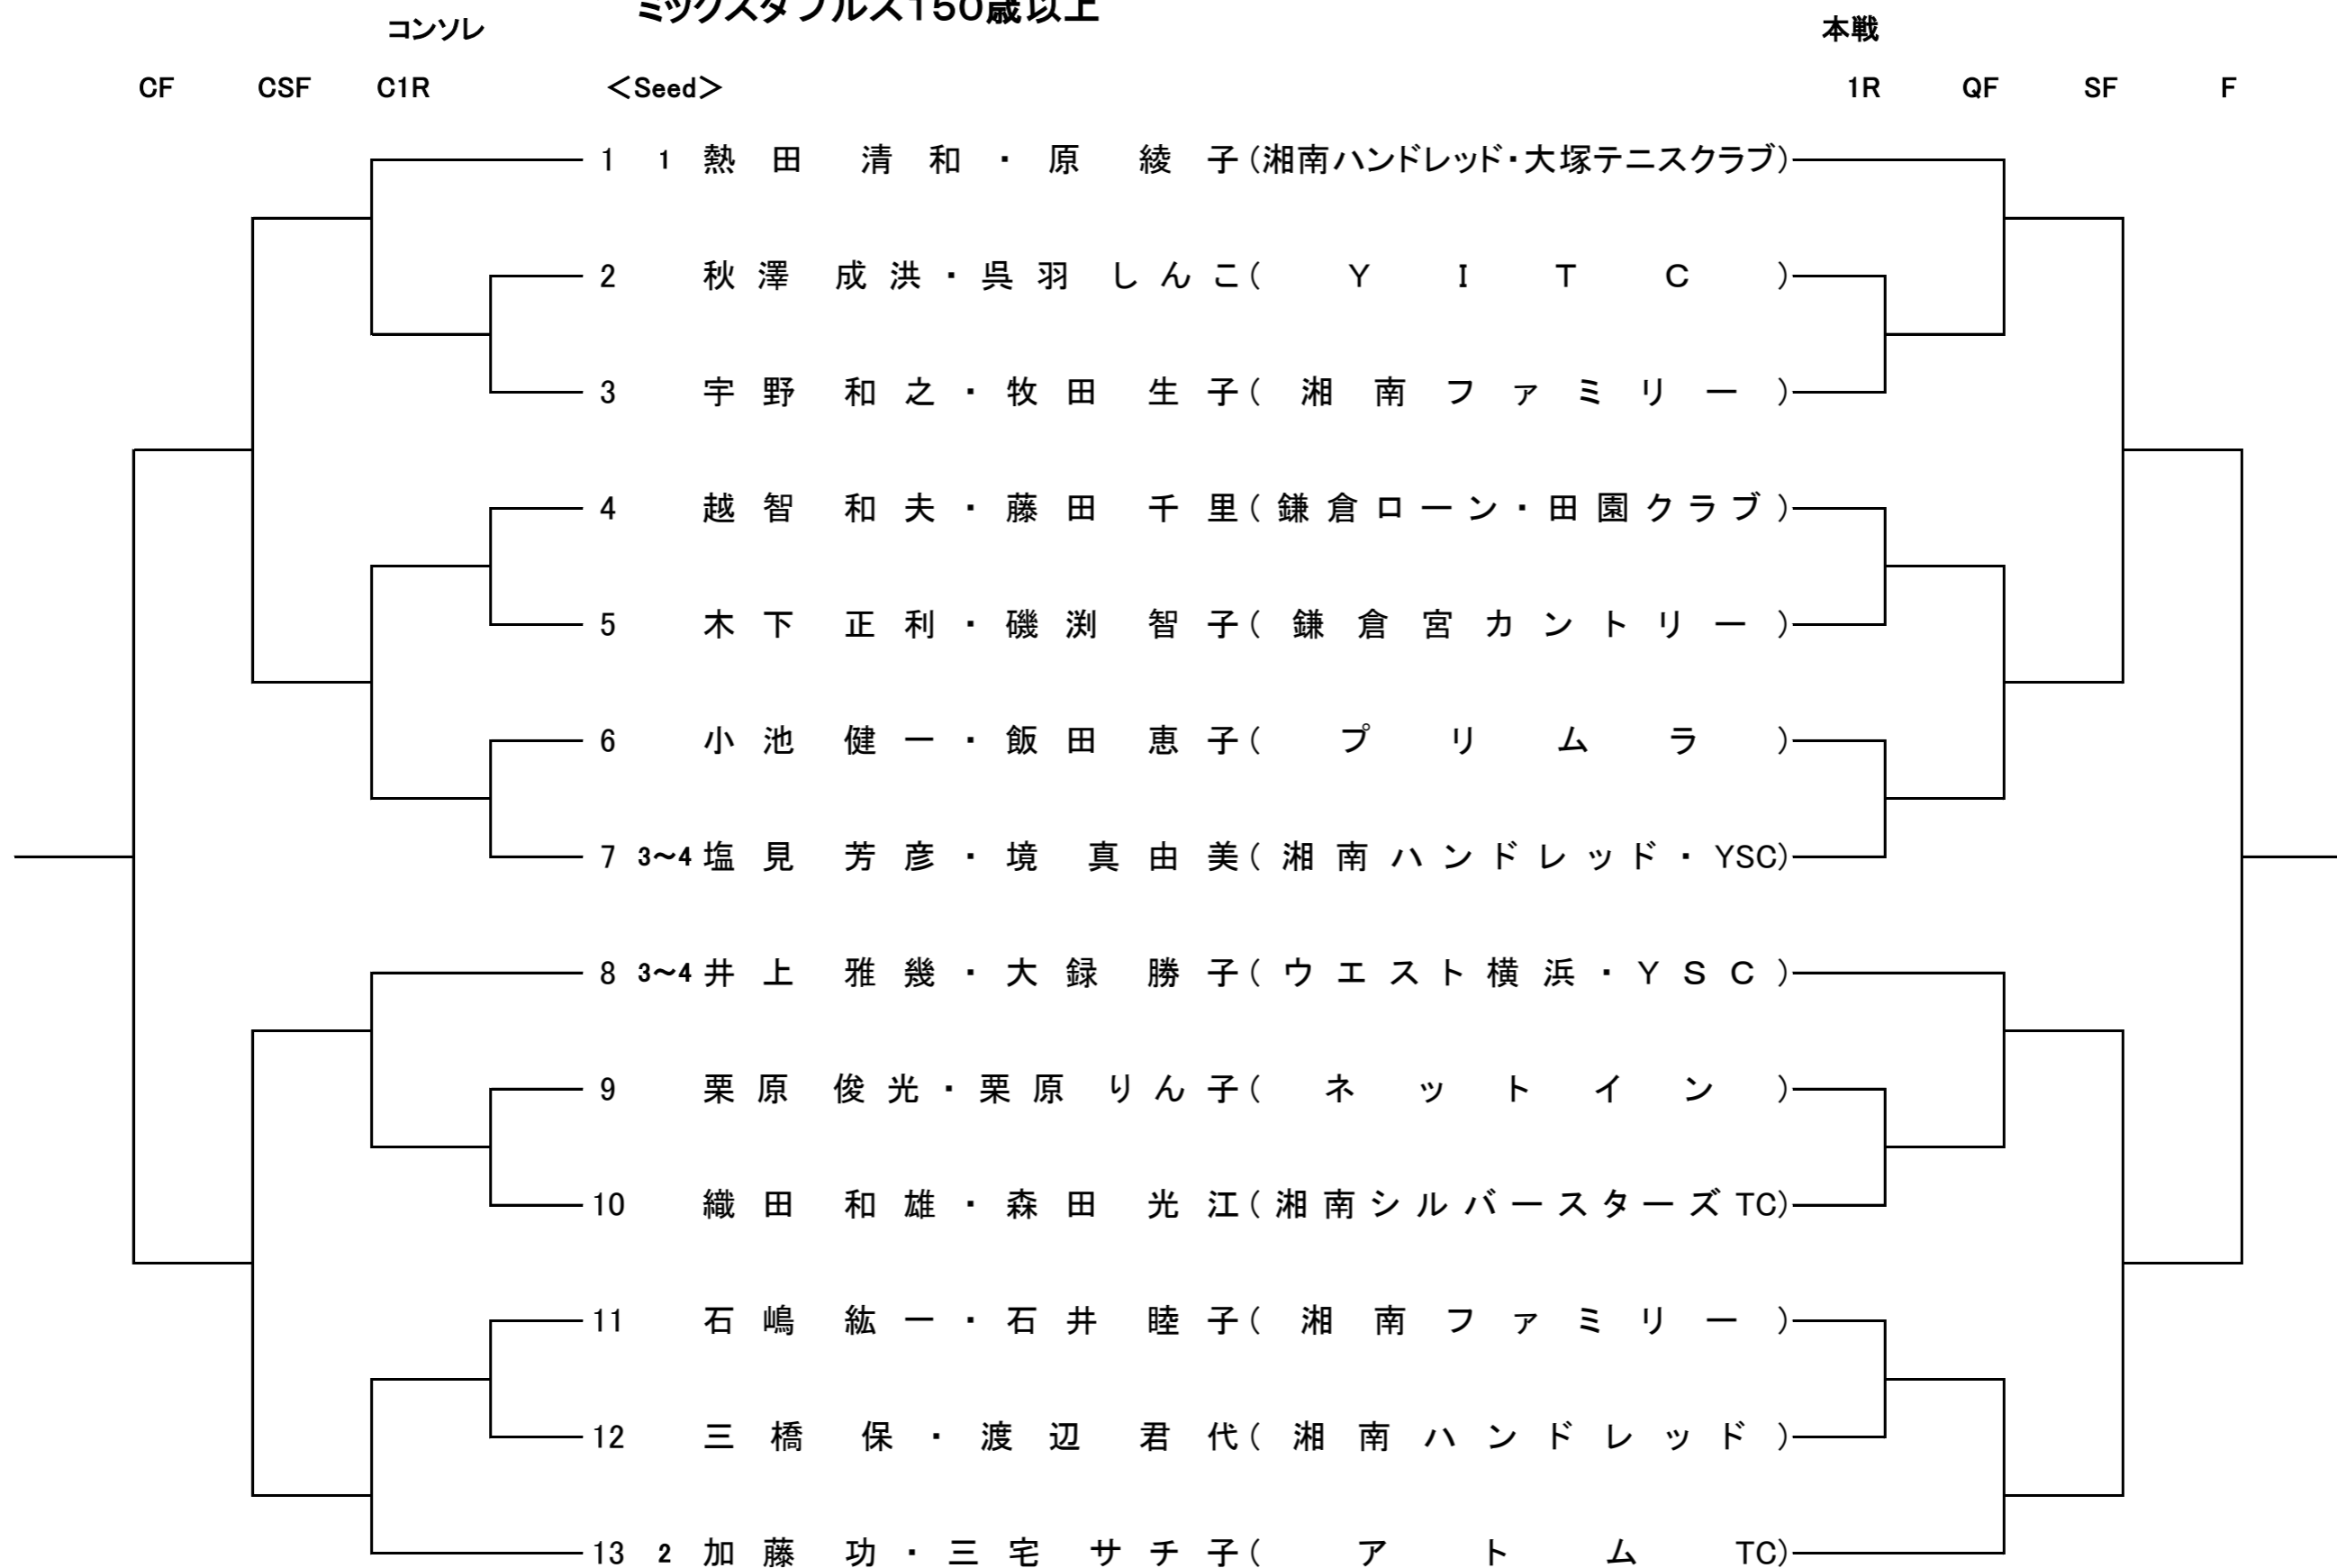 ミックスダブルス150歳以上
コンソレ 本戦
CF CSF C1R ＜Seed＞ 1R QF SF F
1 1 熱田 清和・原 綾子(湘南ハンドレッド・大塚テニスクラブ)
2 秋澤 成洪・呉羽 しんこ( Y I T C )
3 宇野 和之・牧田 生子( 湘南ファミリー )
4 越智 和夫・藤田 千里( 鎌倉ローン・田園クラブ )
5 木下 正利・磯渕 智子( 鎌倉宮カントリー )
6 小池 健一・飯田 恵子( プリムラ )
7 3～4 塩見 芳彦・境 真由美( 湘南ハンドレッド・YSC)
8 3～4 井上 雅幾・大録 勝子( ウエスト横浜・YSC )
9 栗原 俊光・栗原 りん子( ネットイン )
10 織田 和雄・森田 光江( 湘南シルバースターズTC)
11 石嶋 紘一・石井 睦子( 湘南ファミリー )
12 三橋 保・渡辺 君代( 湘南ハンドレッド )
13 2 加藤 功・三宅 サチ子( アトムTC)